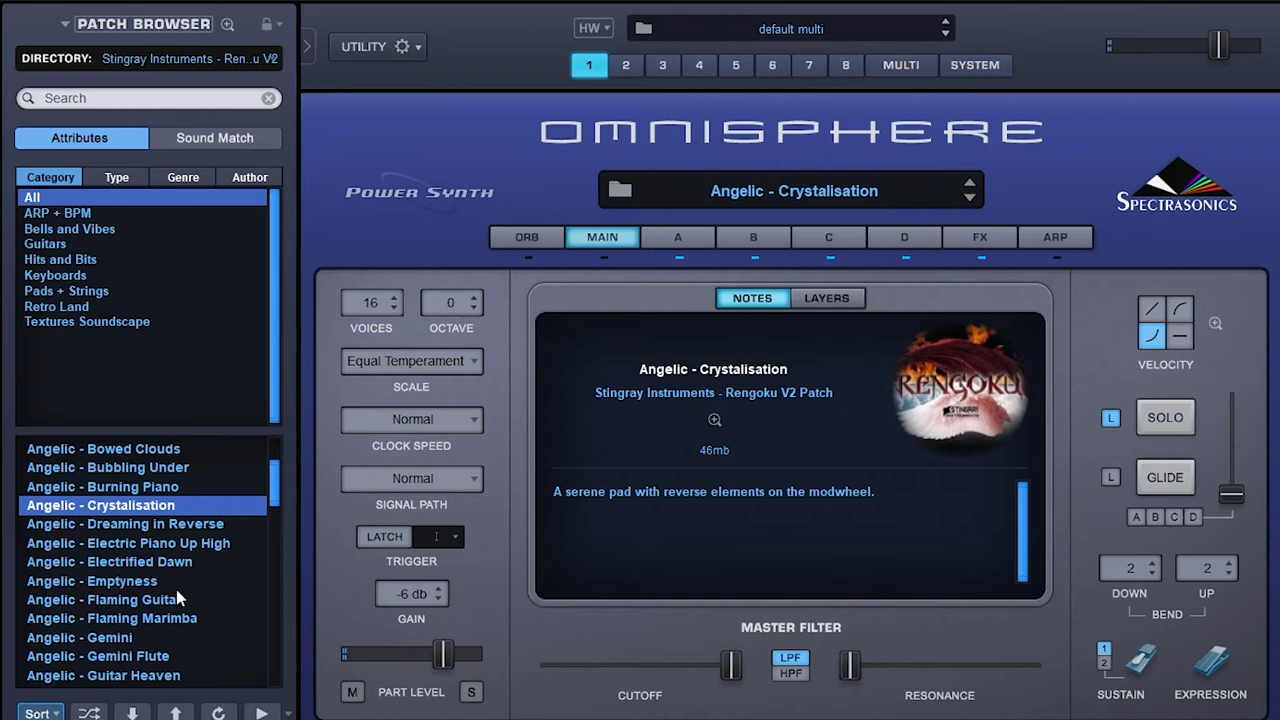 PATCH BROWSER
DIRECTORY: Stingray Instruments - Ren..u V2
Search
Attributes Sound Match
Category Type Genre Author
All
ARP + BPM
Bells and Vibes
Guitars
Hits and Bits
Keyboards
Pads + Strings
Retro Land
Textures Soundscape
Angelic - Bowed Clouds
Angelic - Bubbling Under
Angelic - Burning Piano
Angelic - Crystalisation
Angelic - Dreaming in Reverse
Angelic - Electric Piano Up High
Angelic - Electrified Dawn
Angelic - Emptyness
Angelic - Flaming Guitar
Angelic - Flaming Marimba
Angelic - Gemini
Angelic - Gemini Flute
Angelic - Guitar Heaven
Sort
UTILITY
HW
default multi
1 2 3 4 5 6 7 8 MULTI SYSTEM
OMNISPHERE
POWER SYNTH
Angelic - Crystalisation
SPECTRASONICS
ORB MAIN A B C D FX ARP
16 0
VOICES OCTAVE
Equal Temperament
SCALE
Normal
CLOCK SPEED
Normal
SIGNAL PATH
LATCH
TRIGGER
-6 db
GAIN
M PART LEVEL S
NOTES LAYERS
Angelic - Crystalisation
Stingray Instruments - Rengoku V2 Patch
46mb
A serene pad with reverse elements on the modwheel.
RENGOKU
STINGRAY
MASTER FILTER
CUTOFF
LPF
HPF
RESONANCE
VELOCITY
L SOLO
L GLIDE
A B C D
2 2
DOWN UP
BEND
1
2
SUSTAIN EXPRESSION